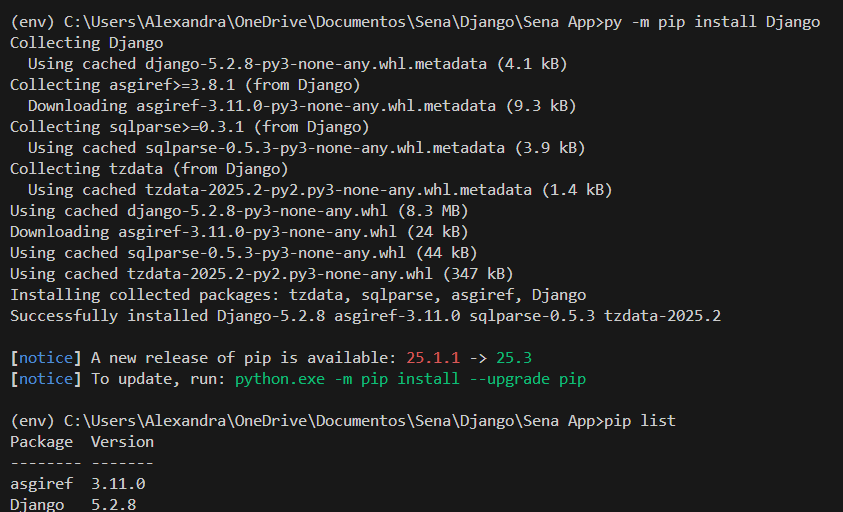 (env) C:\Users\Alexandra\OneDrive\Documentos\Sena\Django\Sena App>py -m pip install Django
Collecting Django
  Using cached django-5.2.8-py3-none-any.whl.metadata (4.1 kB)
Collecting asgiref>=3.8.1 (from Django)
  Downloading asgiref-3.11.0-py3-none-any.whl.metadata (9.3 kB)
Collecting sqlparse>=0.3.1 (from Django)
  Using cached sqlparse-0.5.3-py3-none-any.whl.metadata (3.9 kB)
Collecting tzdata (from Django)
  Using cached tzdata-2025.2-py2.py3-none-any.whl.metadata (1.4 kB)
Using cached django-5.2.8-py3-none-any.whl (8.3 MB)
Downloading asgiref-3.11.0-py3-none-any.whl (24 kB)
Using cached sqlparse-0.5.3-py3-none-any.whl (44 kB)
Using cached tzdata-2025.2-py2.py3-none-any.whl (347 kB)
Installing collected packages: tzdata, sqlparse, asgiref, Django
Successfully installed Django-5.2.8 asgiref-3.11.0 sqlparse-0.5.3 tzdata-2025.2

[notice] A new release of pip is available: 25.1.1 -> 25.3
[notice] To update, run: python.exe -m pip install --upgrade pip

(env) C:\Users\Alexandra\OneDrive\Documentos\Sena\Django\Sena App>pip list
Package  Version
-------- -------
asgiref  3.11.0
Django   5.2.8